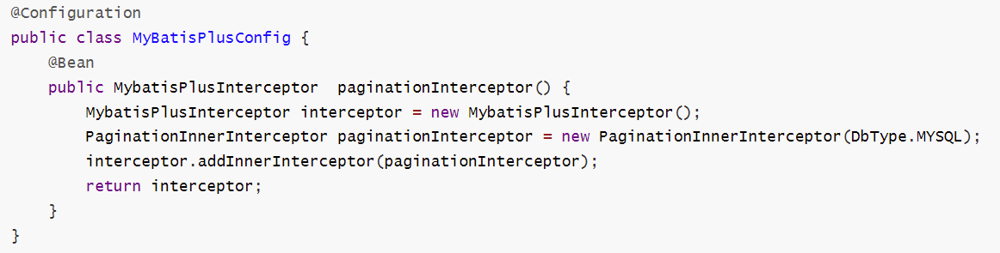 @Configuration
public class MyBatisPlusConfig {
    @Bean
    public MybatisPlusInterceptor  paginationInterceptor() {
        MybatisPlusInterceptor interceptor = new MybatisPlusInterceptor();
        PaginationInnerInterceptor paginationInterceptor = new PaginationInnerInterceptor(DbType.MYSQL);
        interceptor.addInnerInterceptor(paginationInterceptor);
        return interceptor;
    }
}